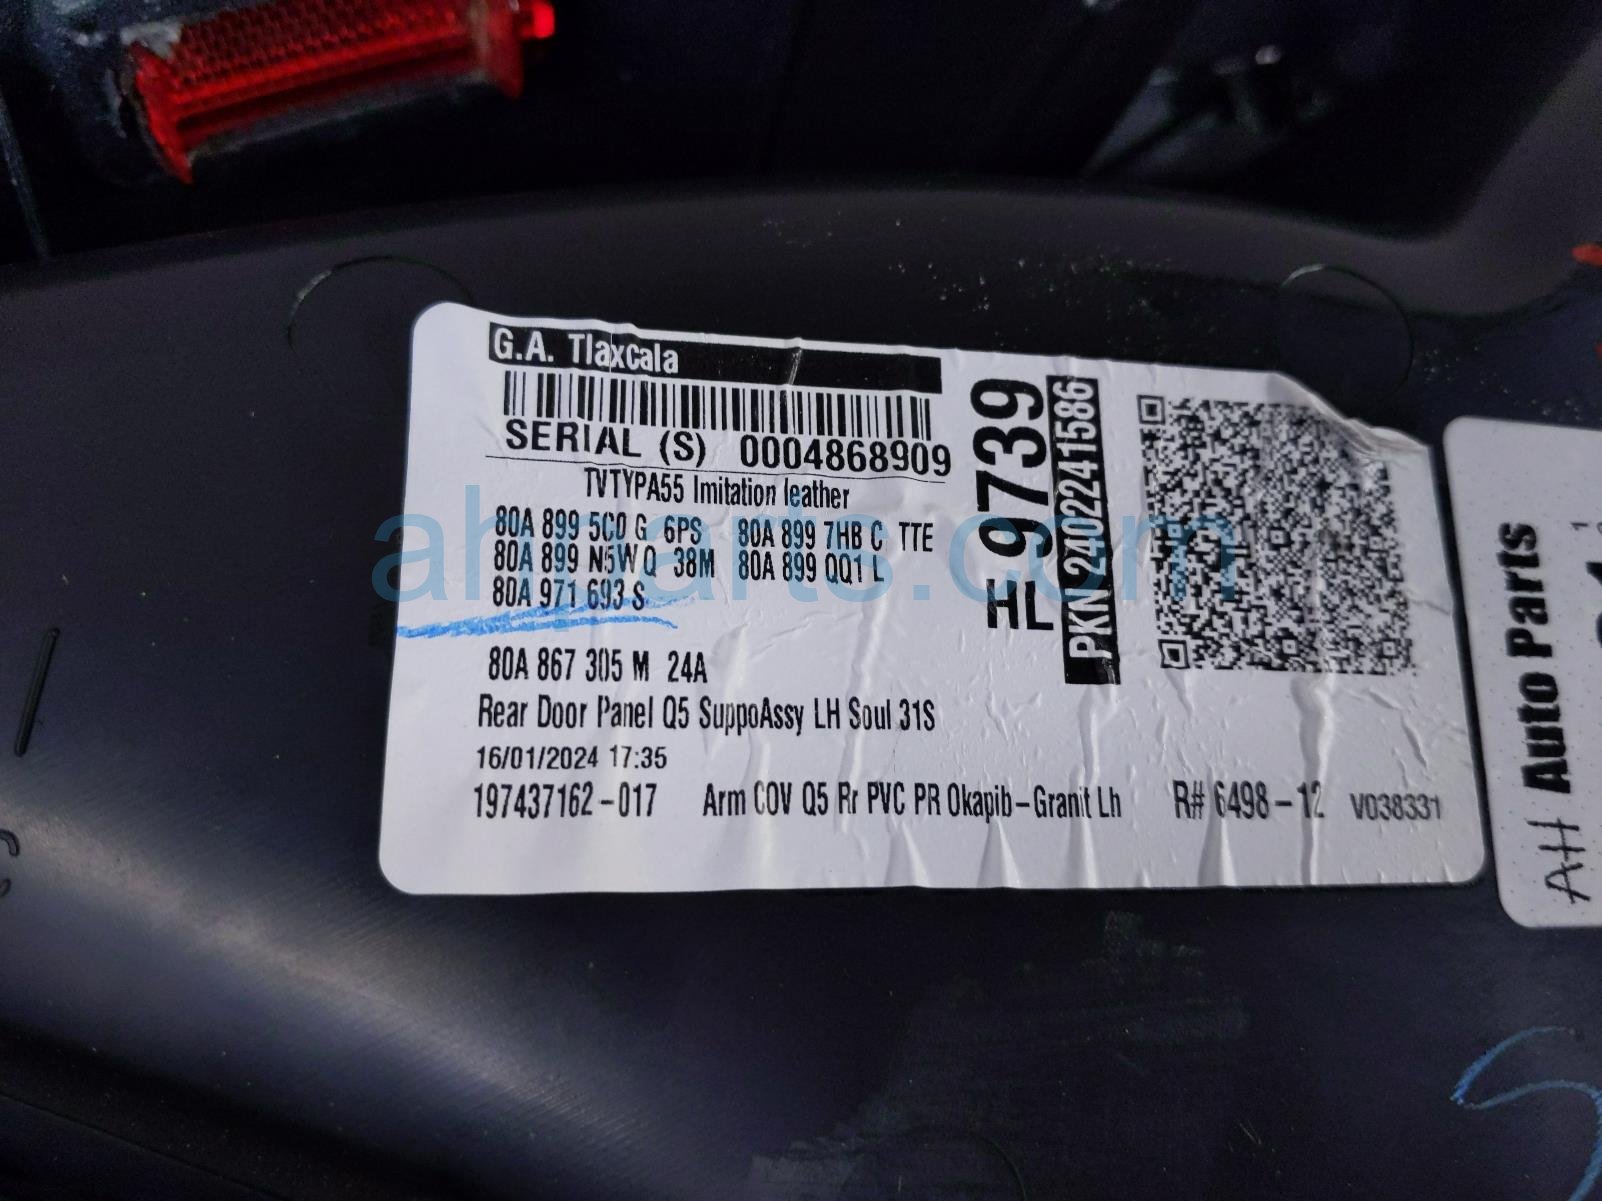 G.A. Tlaxcala
SERIAL (S) 0004868909
TVTYPA55 Imitation leather
80A 899 5C0 G 6PS 80A 899 7HB C TTE
80A 899 N5W Q 38M 80A 899 QQ1 L
80A 971 693 S
80A 867 305 M 24A
Rear Door Panel Q5 SuppoAssy LH Soul 31S
16/01/2024 17:35
197437162-017 Arm COV Q5 Rr PVC PR Okapib-Granit Lh R# 6498-12 V038331
HL 9739
PKN 2402241586
Auto Parts
AH
ahparts.com